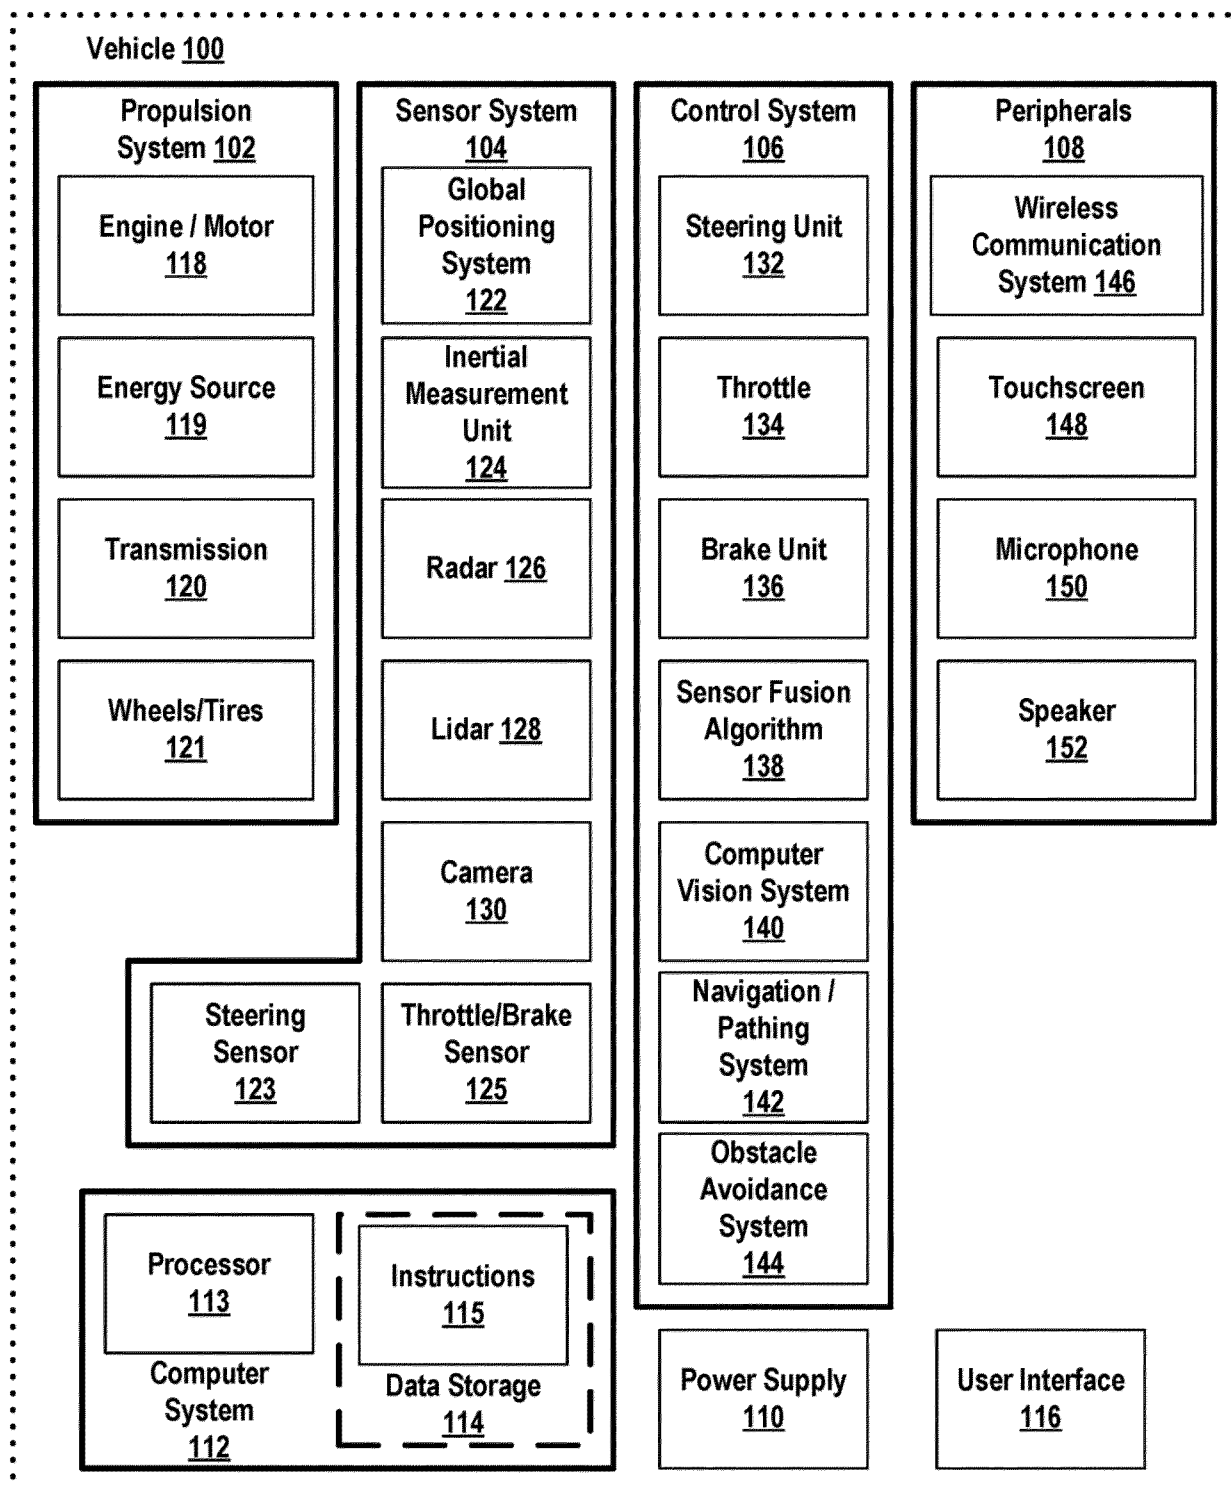 Vehicle 100
Propulsion
System 102
Engine / Motor
118
Energy Source
119
Transmission
120
Wheels/Tires
121
Sensor System
104
Global
Positioning
System
122
Inertial
Measurement
Unit
124
Radar 126
Lidar 128
Camera
130
Steering
Sensor
123
Throttle/Brake
Sensor
125
Control System
106
Steering Unit
132
Throttle
134
Brake Unit
136
Sensor Fusion
Algorithm
138
Computer
Vision System
140
Navigation /
Pathing
System
142
Obstacle
Avoidance
System
144
Peripherals
108
Wireless
Communication
System 146
Touchscreen
148
Microphone
150
Speaker
152
Processor
113
Computer
System
112
Instructions
115
Data Storage
114
Power Supply
110
User Interface
116